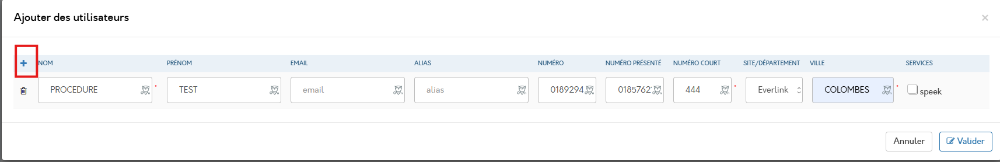 Ajouter des utilisateurs ×
+ NOM PRÉNOM EMAIL ALIAS NUMÉRO NUMÉRO PRÉSENTÉ NUMÉRO COURT SITE/DÉPARTEMENT VILLE SERVICES
PROCEDURE * TEST email alias 0189294 0185762 444 * Everlink COLOMBES * speek
Annuler Valider